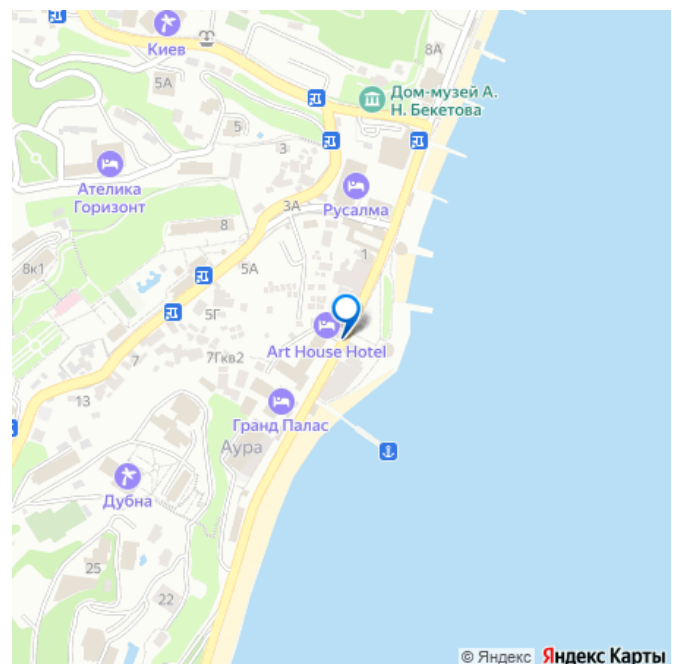 Киев
8А
5А
Дом-музей А.
Н. Бекетова
5
3
Ателика
Горизонт
Русалма
3А
8
1
8к1
5А
5Г
Art House Hotel
7Гкв2
7
13
Гранд Палас
Аура
Дубна
25
22
© Яндекс Яндекс Карты